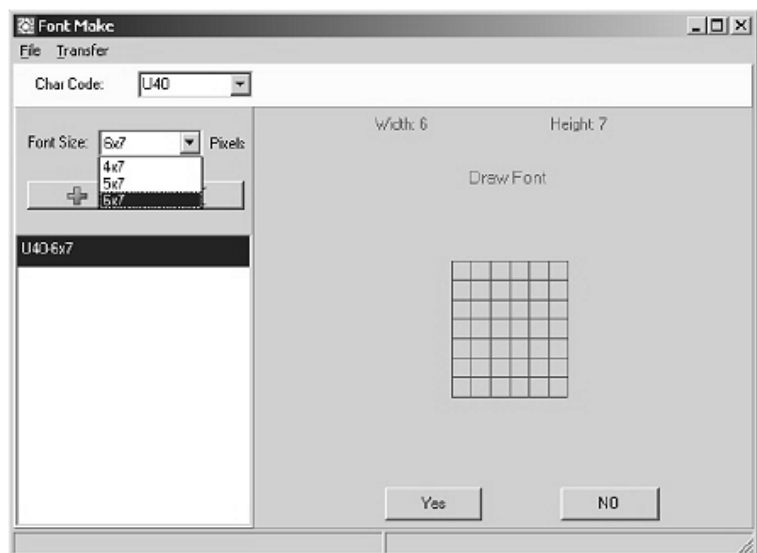 Font Make
File Transfer
Char Code: U40
Font Size: 6x7 Pixels
4x7
5x7
6x7
U40-6x7
Width: 6 Height: 7
Draw Font
Yes NO